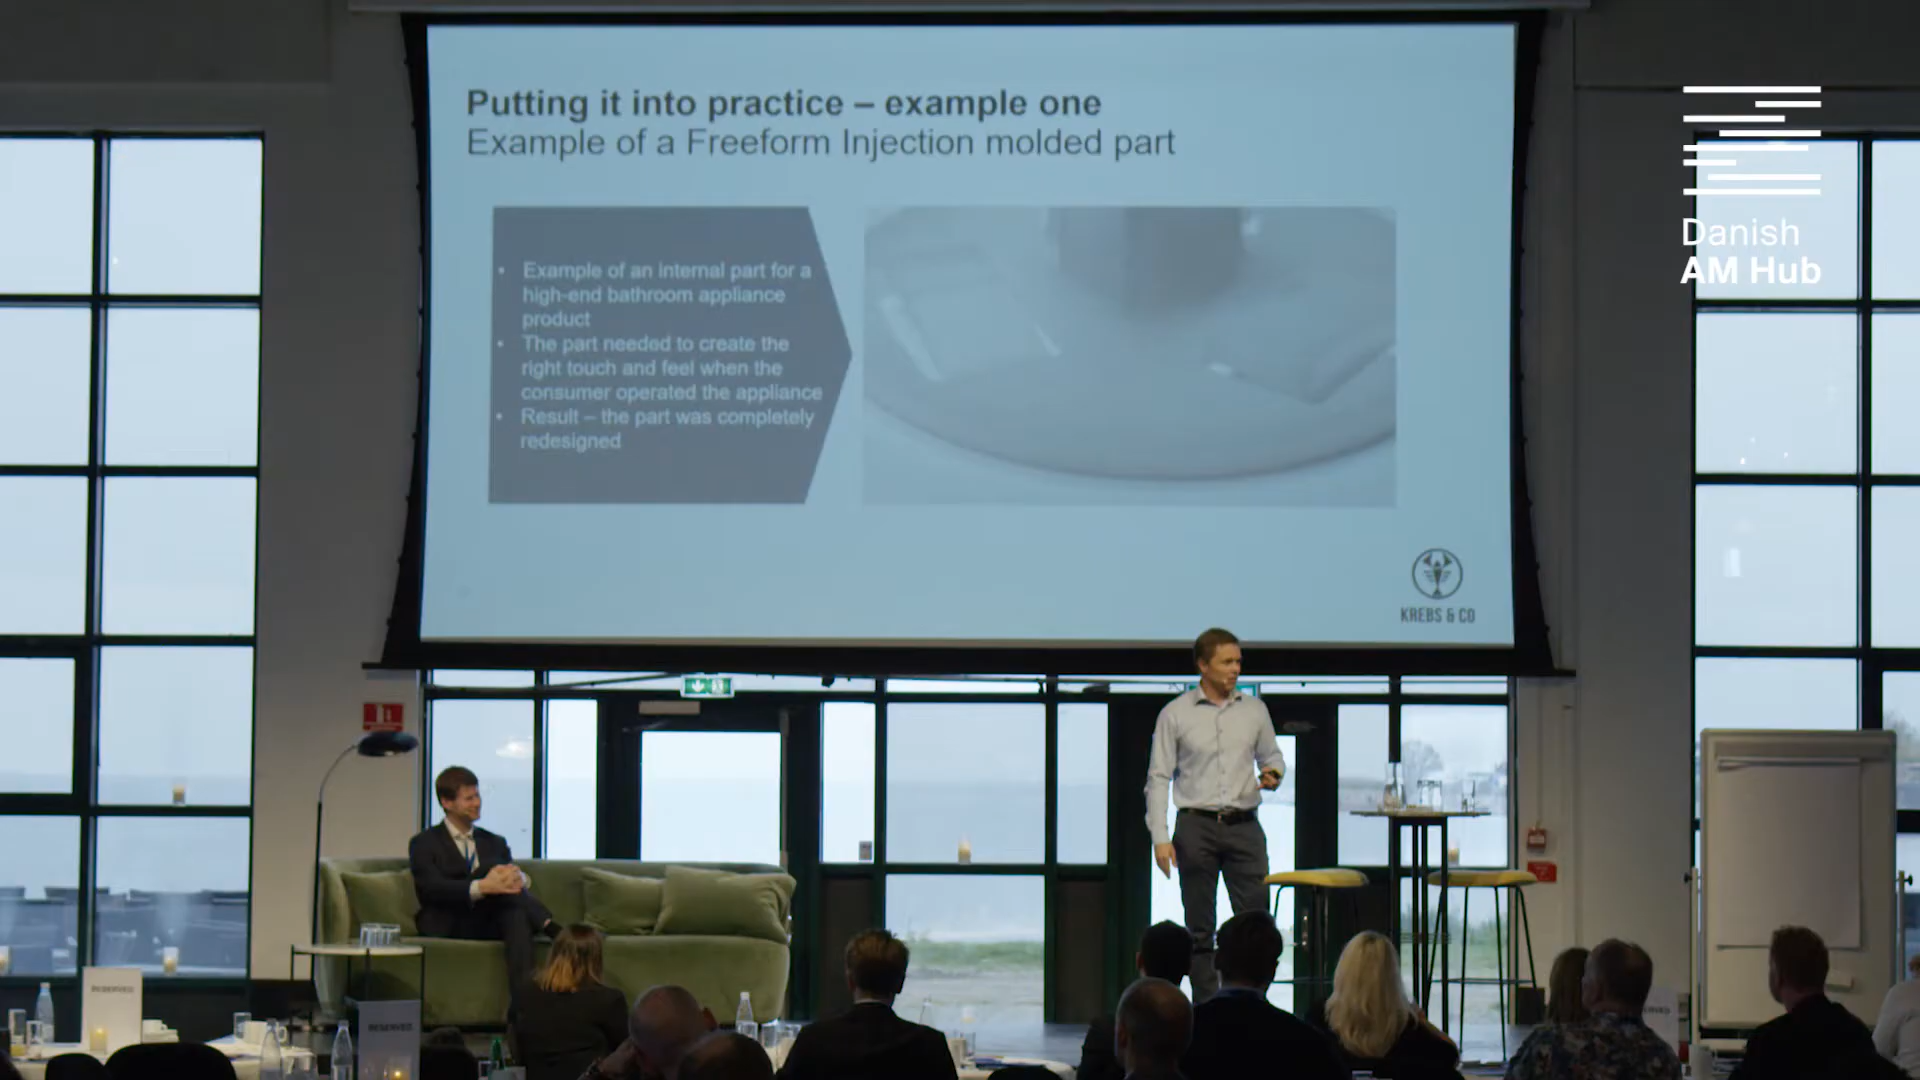 Putting it into practice – example one
Example of a Freeform Injection molded part
• Example of an internal part for a
high-end bathroom appliance
product
• The part needed to create the
right touch and feel when the
consumer operated the appliance
• Result – the part was completely
redesigned
KREBS & CO
Danish
AM Hub
RESERVED
RESERVED